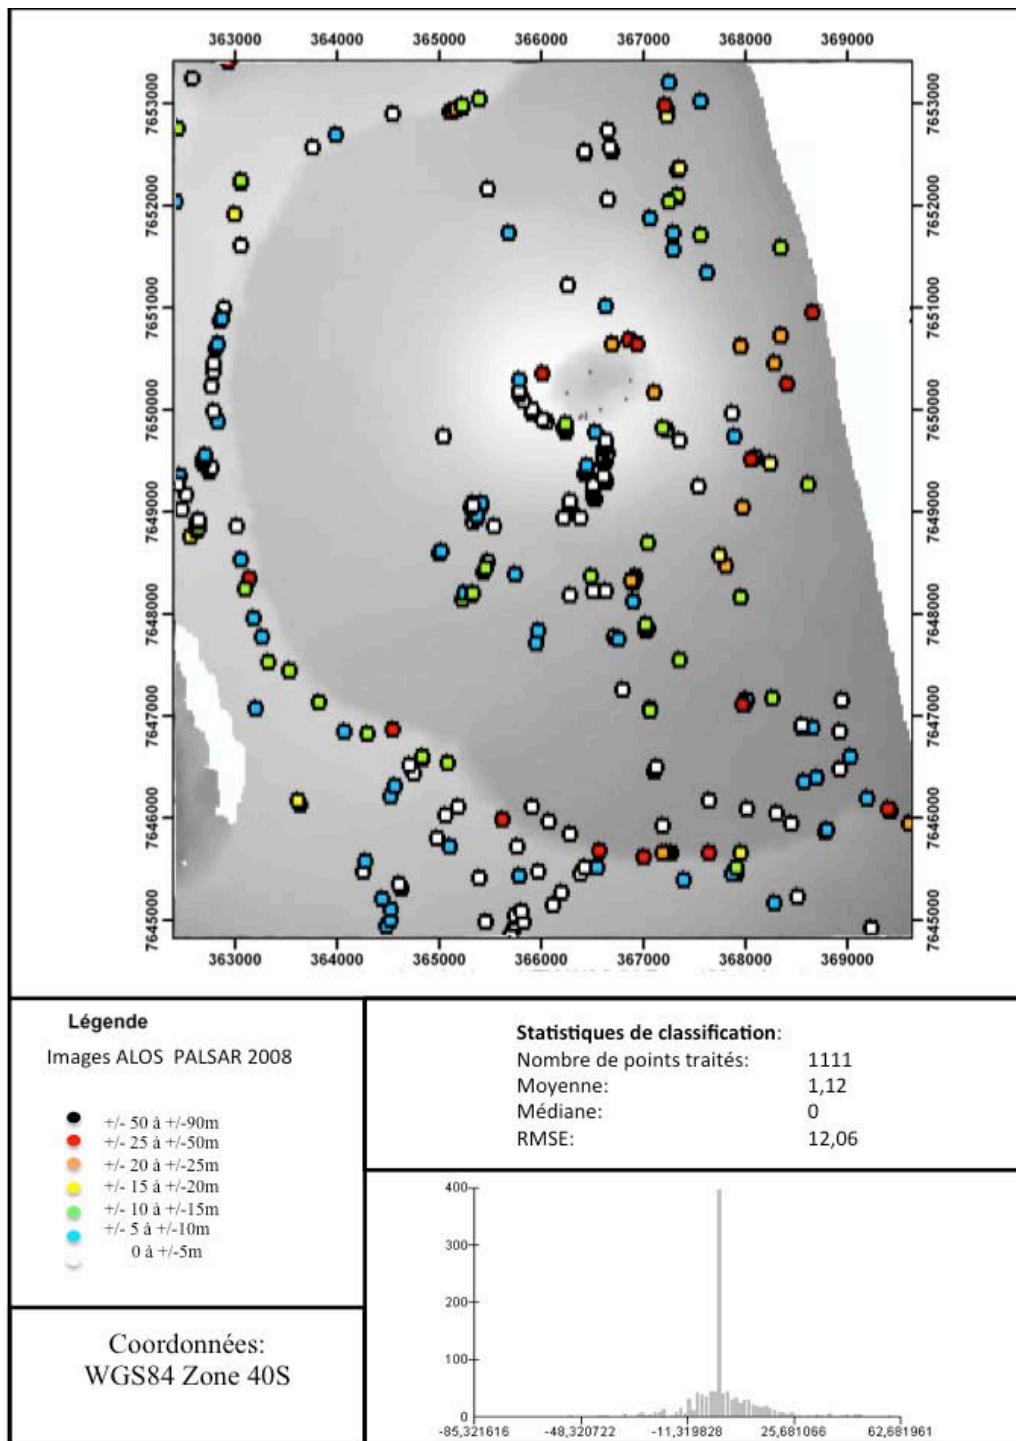 363000 364000 365000 366000 367000 368000 369000
7653000 7653000
7652000 7652000
7651000 7651000
7650000 7650000
7649000 7649000
7648000 7648000
7647000 7647000
7646000 7646000
7645000 7645000
363000 364000 365000 366000 367000 368000 369000
Légende
Images ALOS PALSAR 2008
+/- 50 à +/-90m
+/- 25 à +/-50m
+/- 20 à +/-25m
+/- 15 à +/-20m
+/- 10 à +/-15m
+/- 5 à +/-10m
0 à +/-5m
Coordonnées:
WGS84 Zone 40S
Statistiques de classification:
Nombre de points traités: 1111
Moyenne: 1,12
Médiane: 0
RMSE: 12,06
400
300
200
100
0
-85,321616 -48,320722 -11,319828 25,681066 62,681961